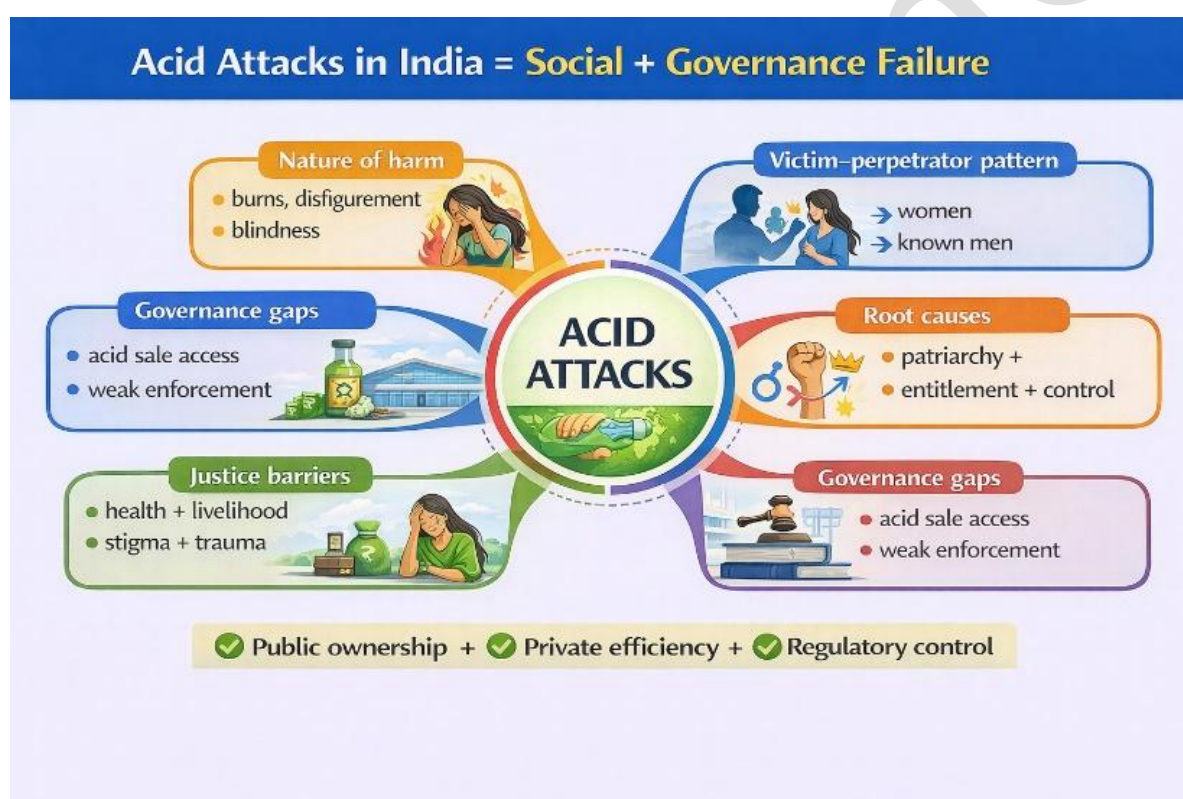 Acid Attacks in India = Social + Governance Failure
Nature of harm
burns, disfigurement
blindness
Victim–perpetrator pattern
women
known men
Governance gaps
acid sale access
weak enforcement
ACID
ATTACKS
Root causes
patriarchy +
entitlement + control
Justice barriers
health + livelihood
stigma + trauma
Governance gaps
acid sale access
weak enforcement
Public ownership + Private efficiency + Regulatory control